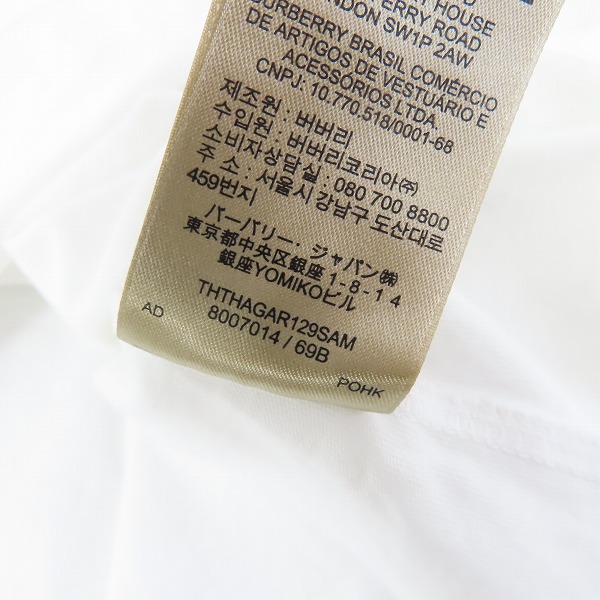 HOUSE
ERRY ROAD
NDON SW1P 2AW
BURBERRY BRASIL COMÉRCIO
DE ARTIGOS DE VESTUÁRIO E
ACESSÓRIOS LTDA
CNPJ: 10.770.518/0001-68
제조원 : 버버리
수입원 : 버버리코리아㈜
소비자상담실 : 080 700 8800
주 소 : 서울시 강남구 도산대로
459번지
バーバリー・ジャパン㈱
東京都中央区銀座1-8-14
銀座YOMIKOビル
THTHAGAR129SAM
8007014 / 69B
AD
POHK